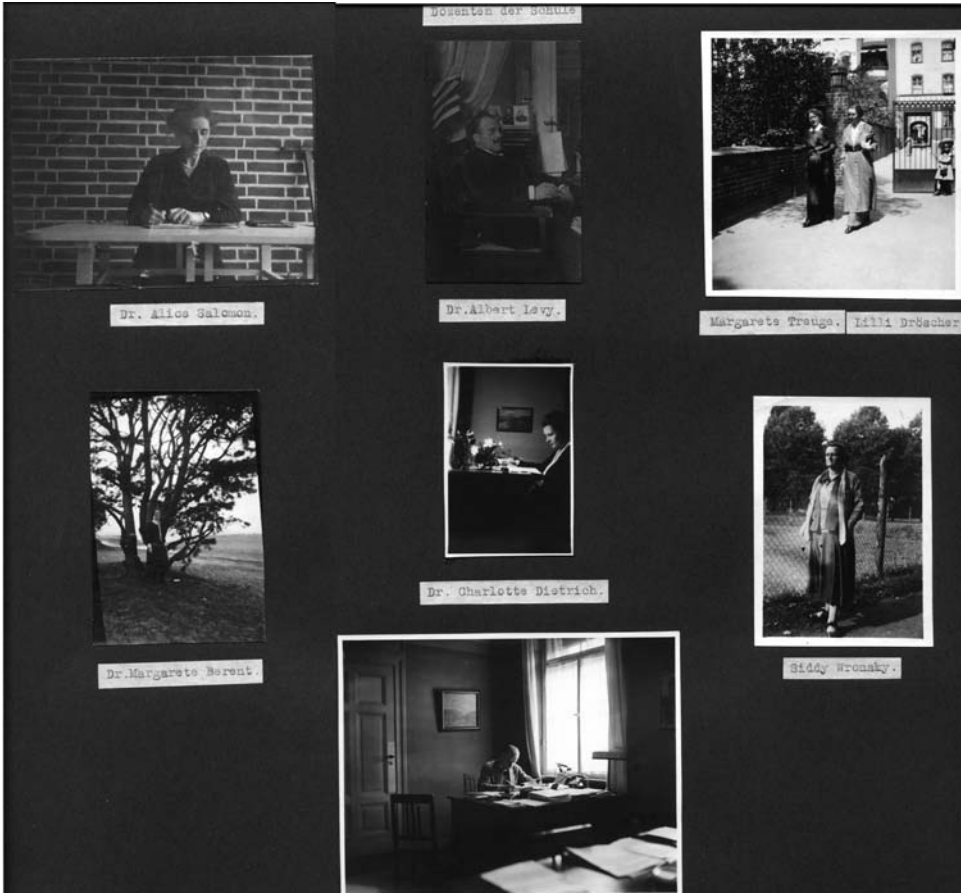 Dozenten der Schule
Dr. Alice Salomon.
Dr.Albert Levy.
Margarete Treuge.
Lilli Dröscher
Dr. Charlotte Dietrich.
Dr.Margarete Berent.
Siddy Wronsky.